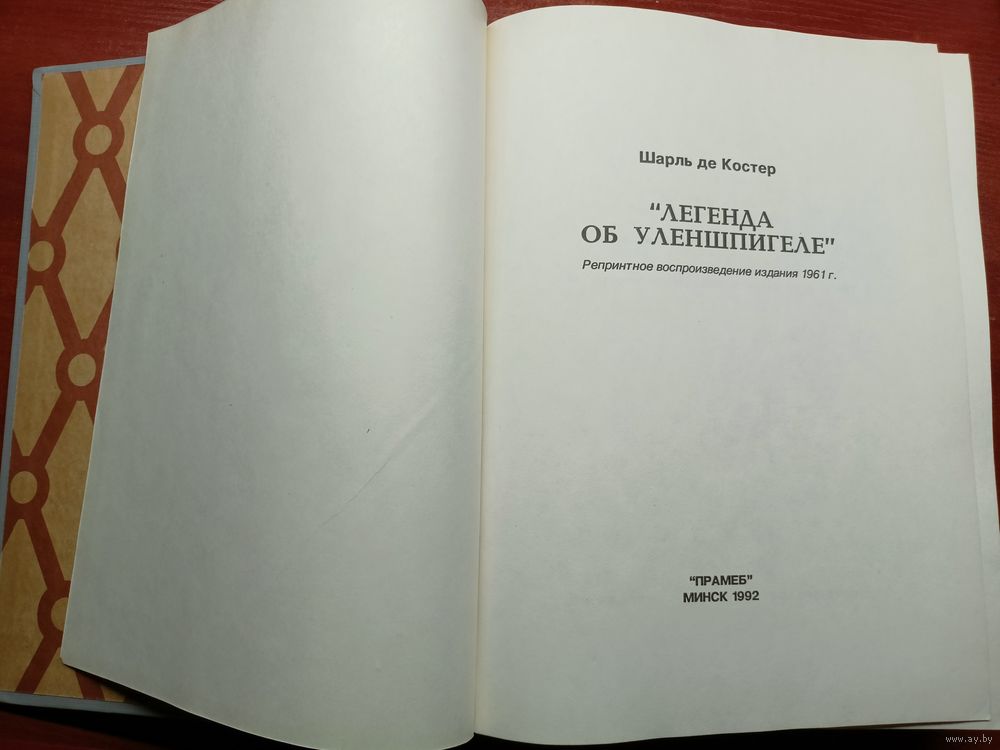 Шарль де Костер
"ЛЕГЕНДА
ОБ УЛЕНШПИГЕЛЕ"
Репринтное воспроизведение издания 1961 г.
"ПРАМЕБ"
МИНСК 1992
www.ay.by